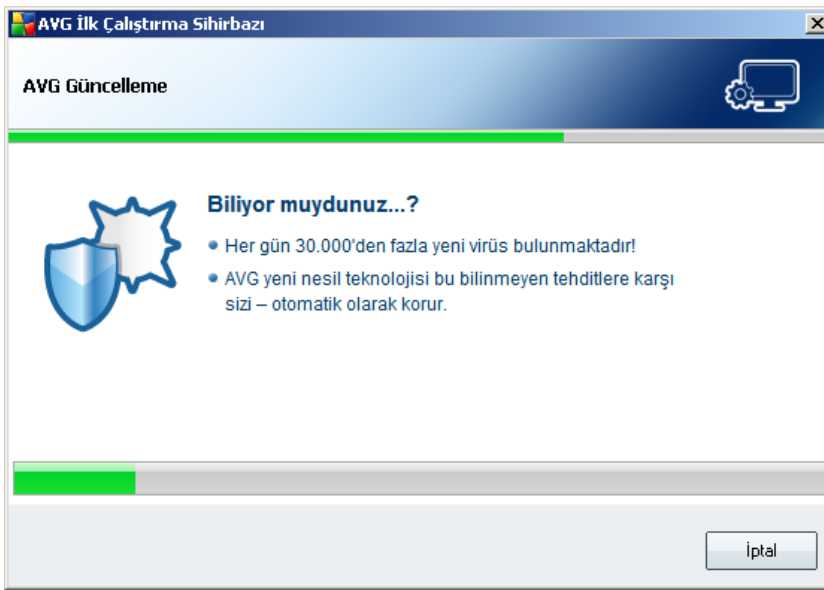 AVG İlk Çalıştırma Sihirbazı
AVG Güncelleme
Biliyor muydunuz...?
Her gün 30.000'den fazla yeni virüs bulunmaktadır!
AVG yeni nesil teknolojisi bu bilinmeyen tehditlere karşı
sizi – otomatik olarak korur.
İptal